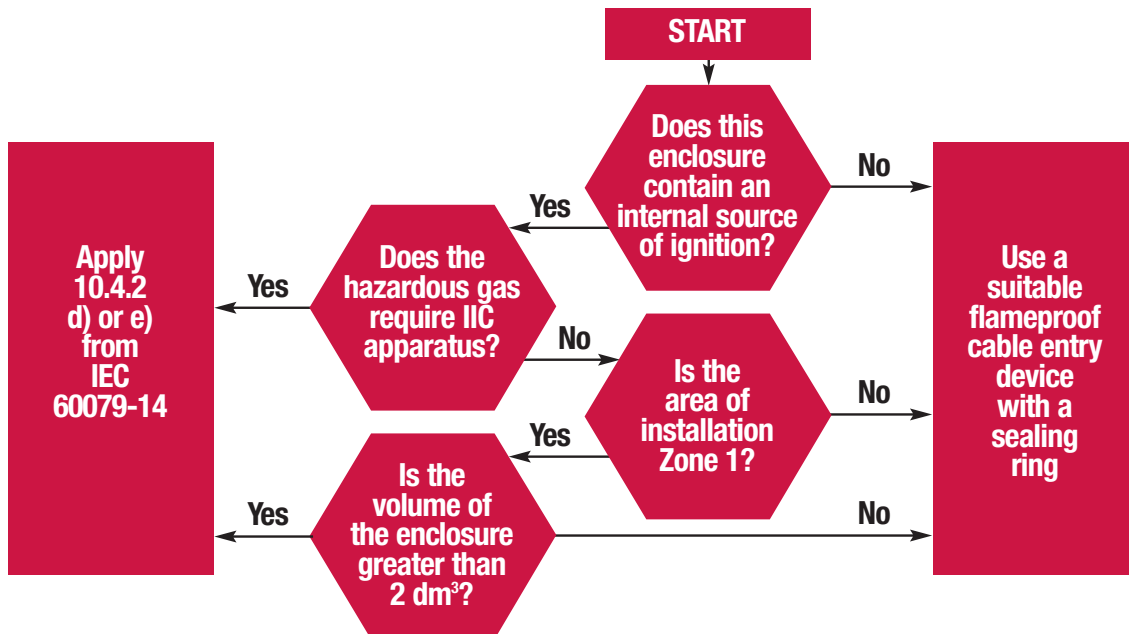 START
Does this
enclosure
contain an
internal source
of ignition?
No
Yes
Does the
hazardous gas
require IIC
apparatus?
Yes
No
Apply
10.4.2
d) or e)
from
IEC
60079-14
Is the
area of
installation
Zone 1?
No
Yes
Is the
volume of
the enclosure
greater than
2 dm³?
Yes
No
Use a
suitable
flameproof
cable entry
device
with a
sealing
ring